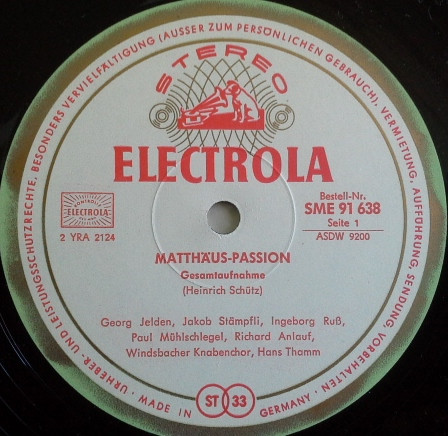 URHEBER- UND LEISTUNGSSCHUTZRECHTE, BESONDERS VERVIELFÄLTIGUNG (AUSSER ZUM PERSÖNLICHEN GEBRAUCH), VERMIETUNG, AUFFÜHRUNG, SENDUNG, VORBEHALTEN
STEREO
ELECTROLA
ELECTROLA
2 YRA 2124
Bestell-Nr.
SME 91 638
Seite 1
ASDW 9200
MATTHÄUS-PASSION
Gesamtaufnahme
(Heinrich Schütz)
Georg Jelden, Jakob Stämpfli, Ingeborg Ruß,
Paul Mühlschlegel, Richard Anlauf,
Windsbacher Knabenchor, Hans Thamm
MADE IN ST 33 GERMANY